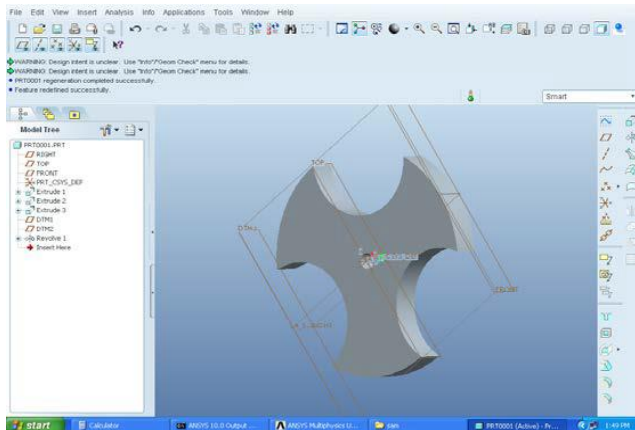 File Edit View Insert Analysis Info Applications Tools Window Help
WARNING: Design intent is unclear. Use "Info"/"Geom Check" menu for details.
WARNING: Design intent is unclear. Use "Info"/"Geom Check" menu for details.
PRT0001 regeneration completed successfully.
Feature redefined successfully.
Smart
Model Tree
PRT0001.PRT
RIGHT
TOP
FRONT
PRT_CSYS_DEF
Extrude 1
Extrude 2
Extrude 3
DTM1
DTM2
Revolve 1
Insert Here
TOP
start
Calculator
ANSYS 10.0 Output ...
ANSYS Multiphysics U...
PRT0001 (Active) - Pr...
1:49 PM